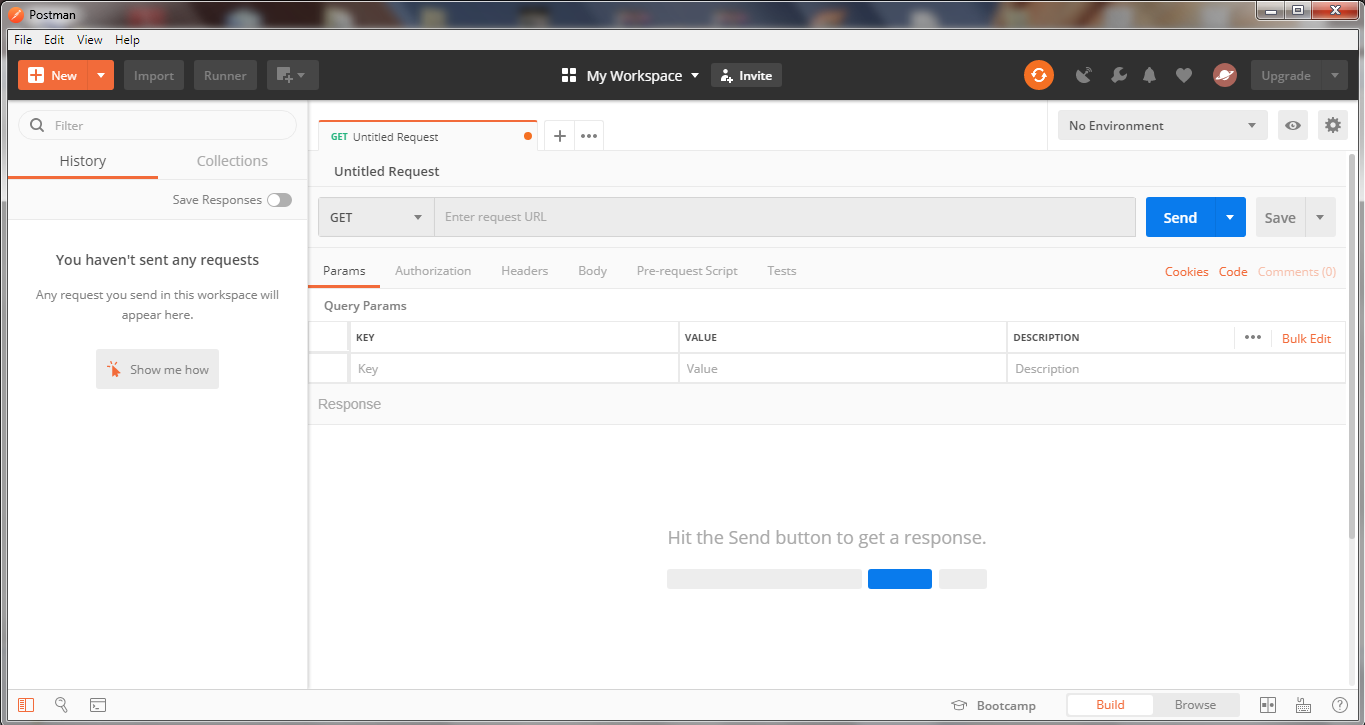 Postman
File Edit View Help
New Import Runner My Workspace Invite Upgrade
Filter
History Collections
Save Responses
You haven't sent any requests
Any request you send in this workspace will
appear here.
Show me how
GET Untitled Request
No Environment
Untitled Request
GET Enter request URL Send Save
Params Authorization Headers Body Pre-request Script Tests Cookies Code Comments (0)
Query Params
KEY VALUE DESCRIPTION Bulk Edit
Key Value Description
Response
Hit the Send button to get a response.
Bootcamp Build Browse